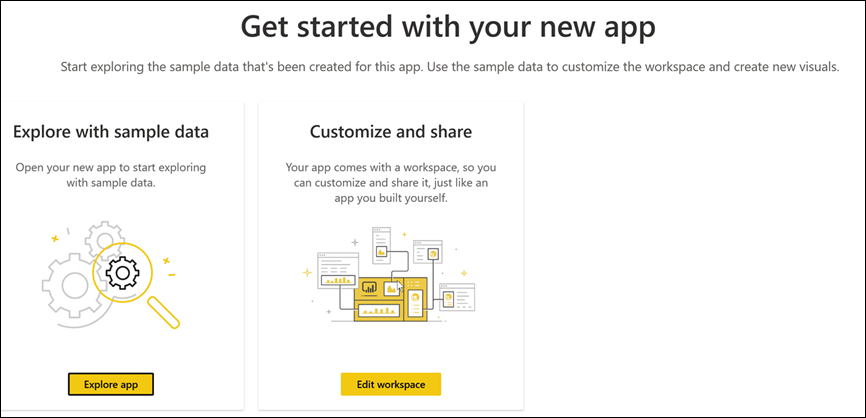 Get started with your new app
Start exploring the sample data that's been created for this app. Use the sample data to customize the workspace and create new visuals.
Explore with sample data
Open your new app to start exploring
with sample data.
Explore app
Customize and share
Your app comes with a workspace, so you
can customize and share it, just like an
app you built yourself.
Edit workspace